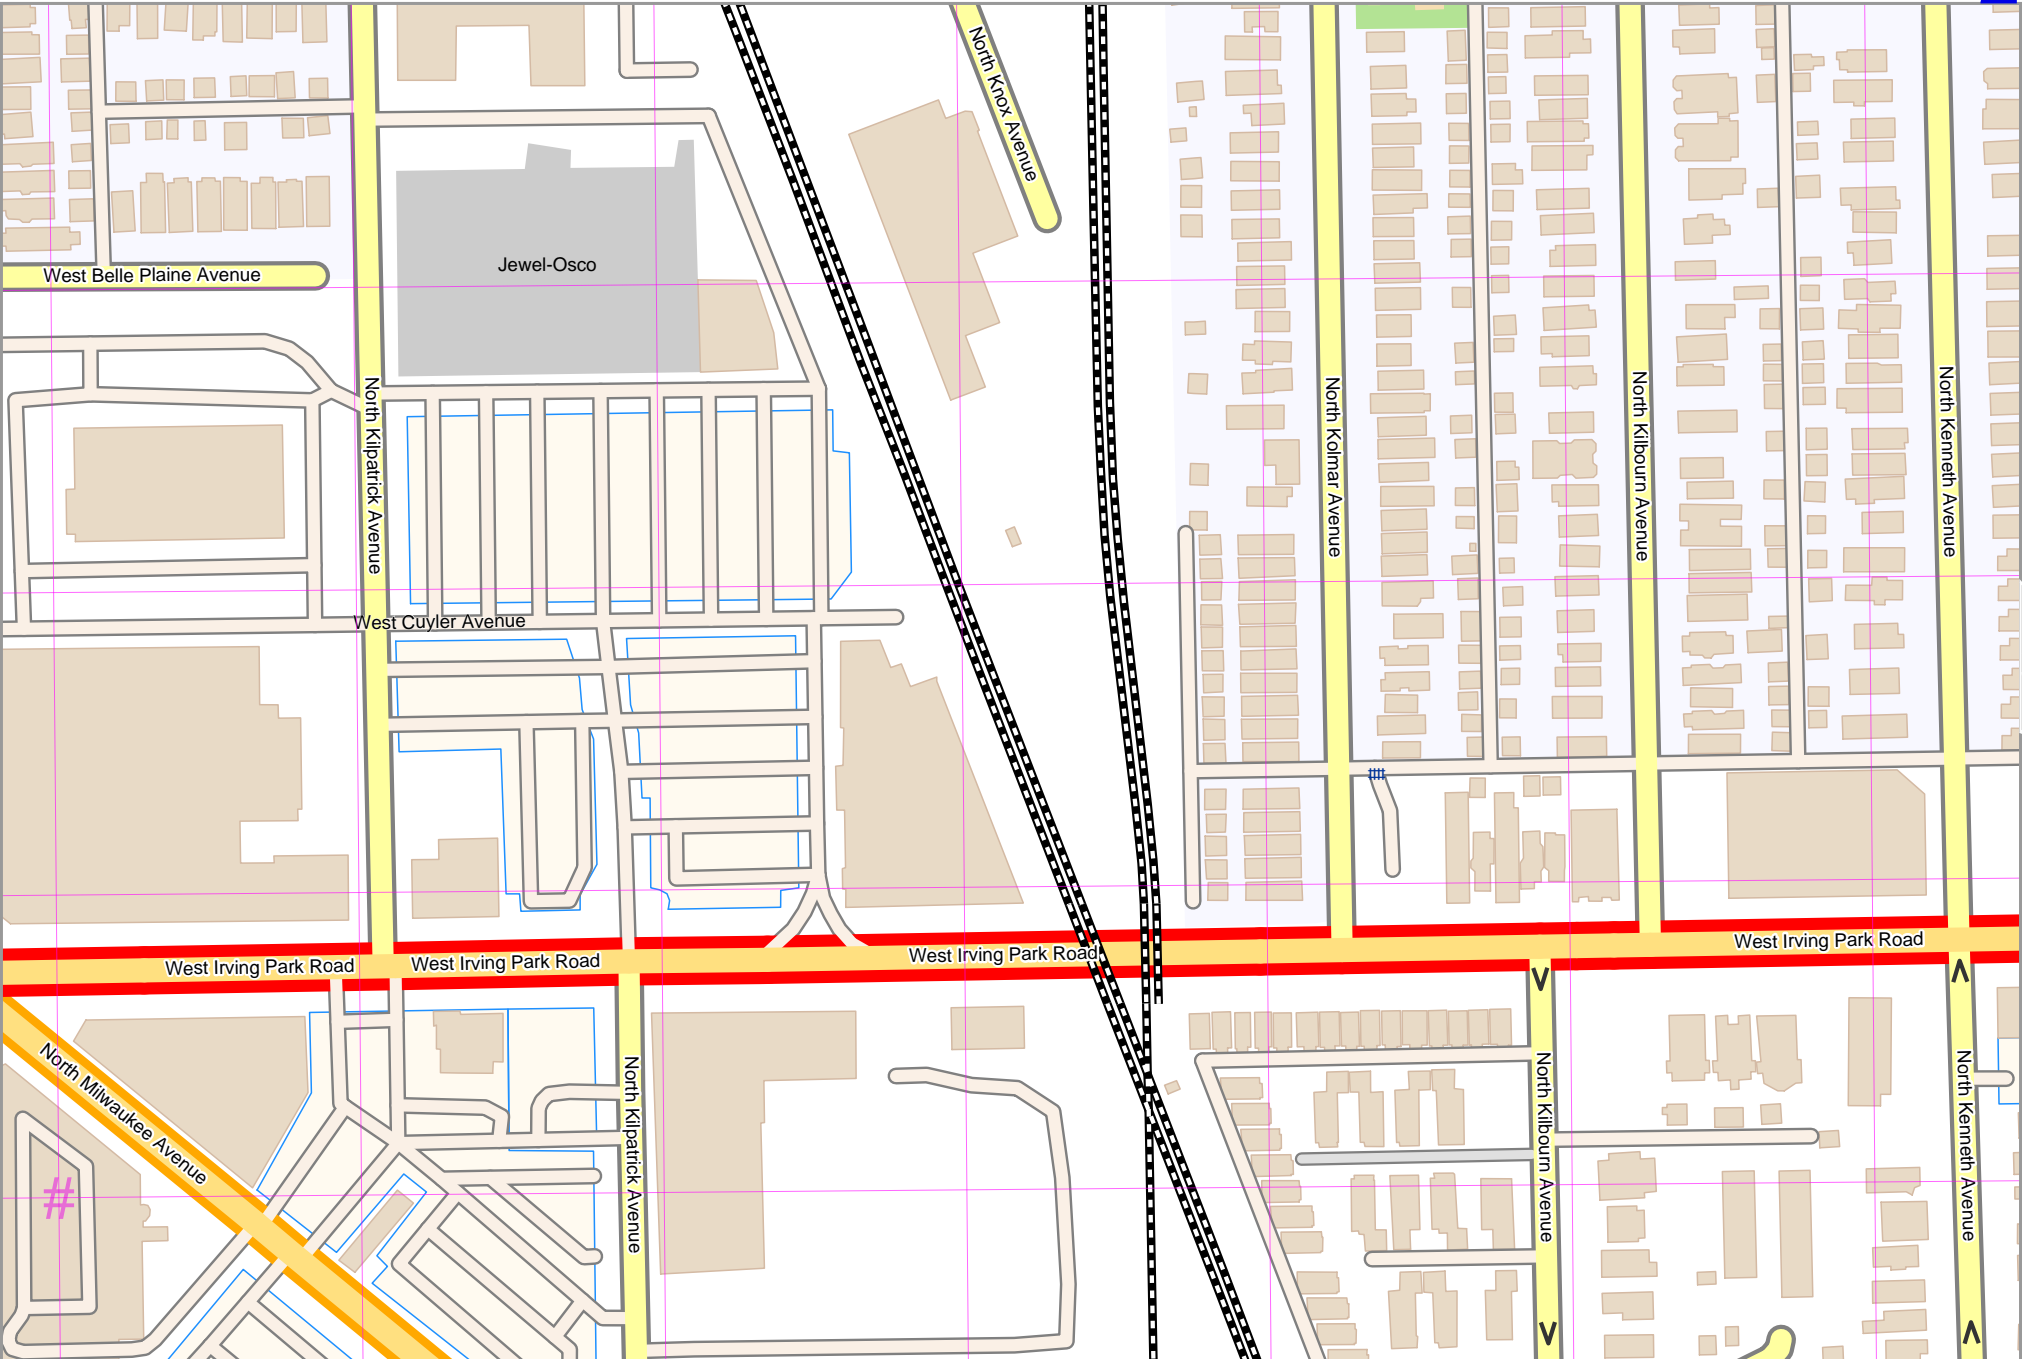 North Knox Avenue
Jewel-Osco
West Belle Plaine Avenue
North Kilpatrick Avenue
North Kolmar Avenue
North Kilbourn Avenue
North Kenneth Avenue
West Cuyler Avenue
West Irving Park Road
West Irving Park Road
West Irving Park Road
West Irving Park Road
North Milwaukee Avenue
North Kilpatrick Avenue
North Kilbourn Avenue
North Kenneth Avenue
#